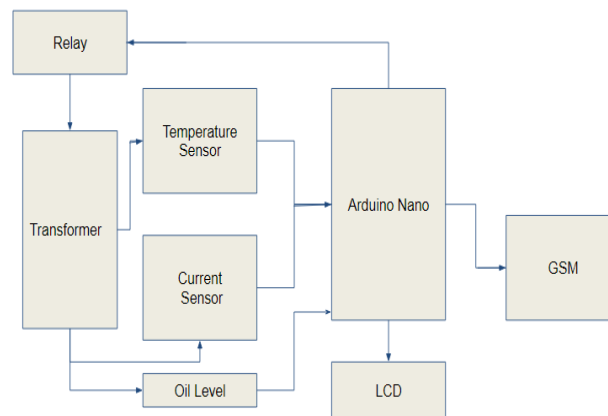 Relay
Temperature
Sensor
Transformer
Arduino Nano
Current
Sensor
GSM
Oil Level
LCD